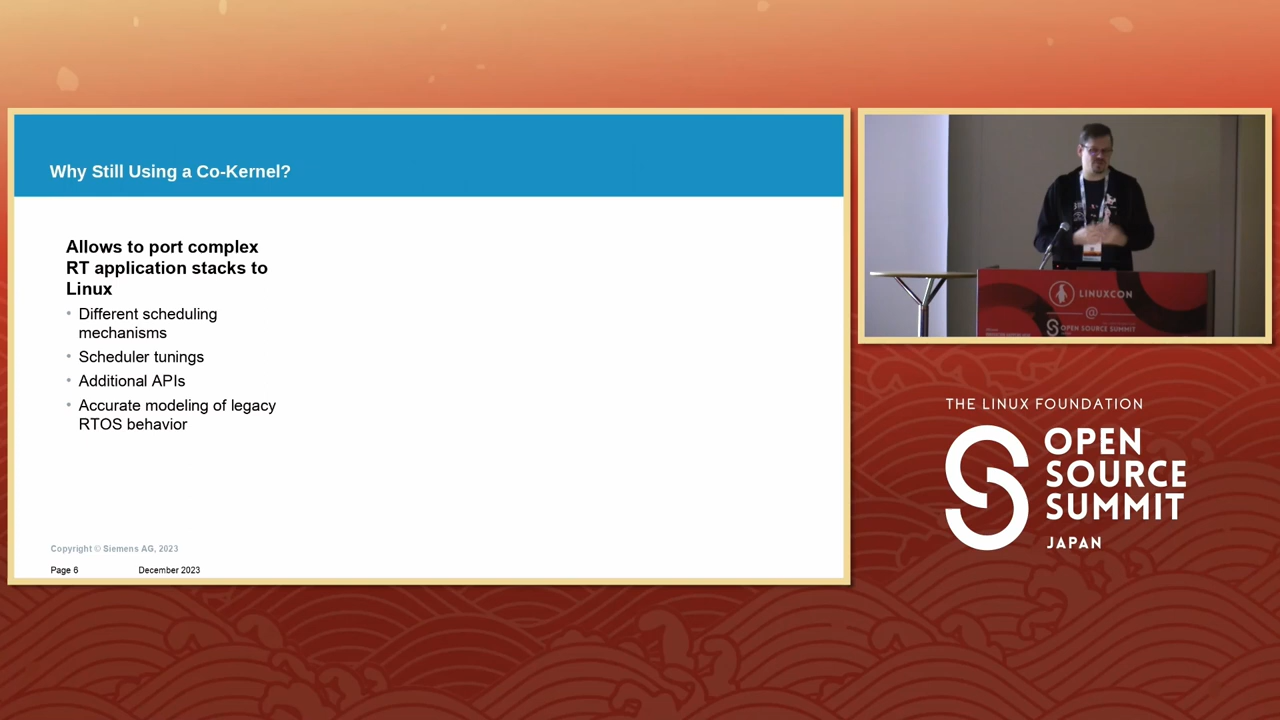 Why Still Using a Co-Kernel?
Allows to port complex
RT application stacks to
Linux
• Different scheduling
mechanisms
• Scheduler tunings
• Additional APIs
• Accurate modeling of legacy
RTOS behavior
Copyright © Siemens AG, 2023
Page 6
December 2023
LINUXCON
@
OPEN SOURCE SUMMIT
THE LINUX FOUNDATION
OPEN
SOURCE
SUMMIT
JAPAN